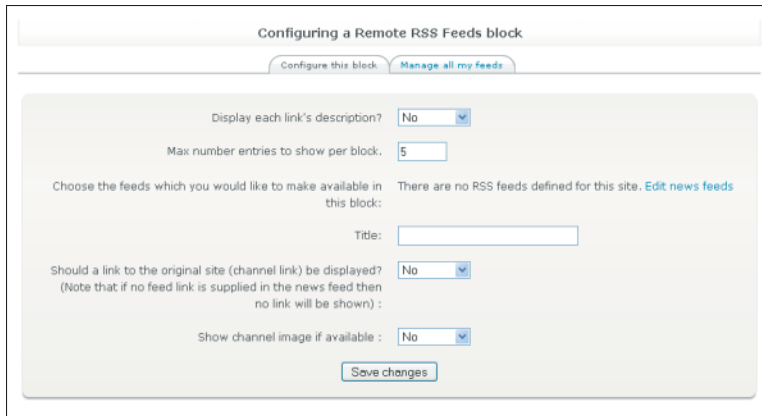 Configuring a Remote RSS Feeds block
Configure this block Manage all my feeds
Display each link's description? No
Max number entries to show per block. 5
Choose the feeds which you would like to make available in There are no RSS feeds defined for this site. Edit news feeds
this block:
Title:
Should a link to the original site (channel link) be displayed? No
(Note that if no feed link is supplied in the news feed then
no link will be shown) :
Show channel image if available : No
Save changes